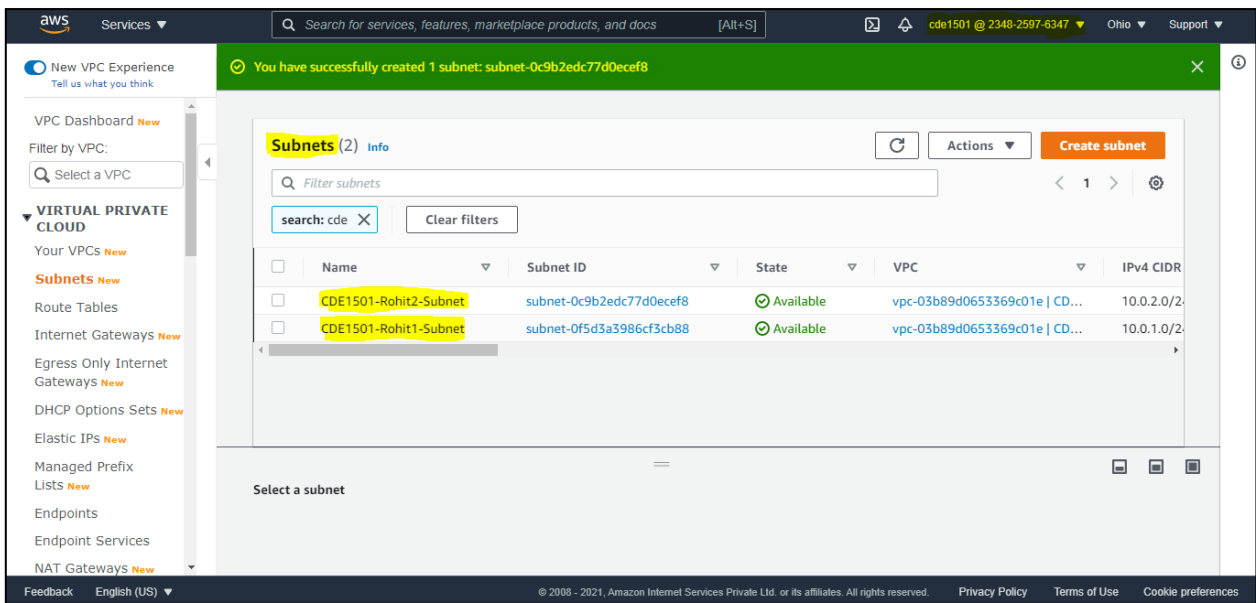 aws Services ▼ Search for services, features, marketplace products, and docs [Alt+S] cde1501 @ 2348-2597-6347 ▼ Ohio ▼ Support ▼
New VPC Experience
Tell us what you think
You have successfully created 1 subnet: subnet-0c9b2edc77d0ecef8
VPC Dashboard New
Filter by VPC:
Select a VPC
VIRTUAL PRIVATE
CLOUD
Your VPCs New
Subnets New
Route Tables
Internet Gateways New
Egress Only Internet
Gateways New
DHCP Options Sets New
Elastic IPs New
Managed Prefix
Lists New
Endpoints
Endpoint Services
NAT Gateways New
Subnets (2) Info
Actions ▼ Create subnet
Filter subnets
1
search: cde Clear filters
Name Subnet ID State VPC IPv4 CIDR
CDE1501-Rohit2-Subnet subnet-0c9b2edc77d0ecef8 Available vpc-03b89d0653369c01e | CD... 10.0.2.0/2
CDE1501-Rohit1-Subnet subnet-0f5d3a3986cf3cb88 Available vpc-03b89d0653369c01e | CD... 10.0.1.0/2
Select a subnet
Feedback English (US) ▼ © 2008 - 2021, Amazon Internet Services Private Ltd. or its affiliates. All rights reserved. Privacy Policy Terms of Use Cookie preferences